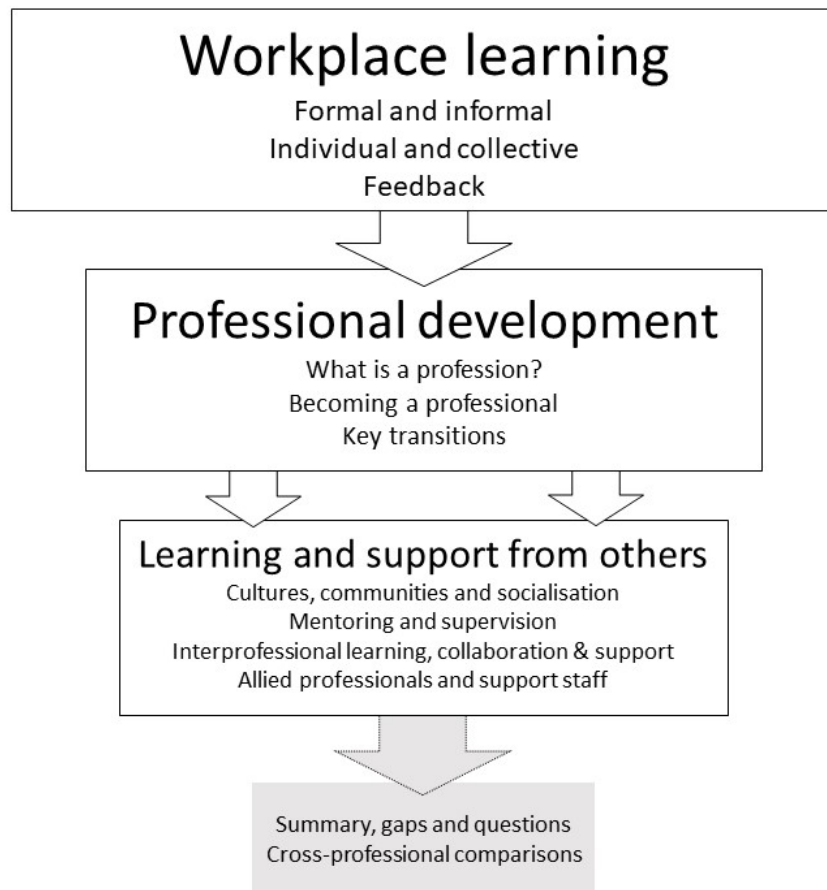 Workplace learning
Formal and informal
Individual and collective
Feedback
Professional development
What is a profession?
Becoming a professional
Key transitions
Learning and support from others
Cultures, communities and socialisation
Mentoring and supervision
Interprofessional learning, collaboration & support
Allied professionals and support staff
Summary, gaps and questions
Cross-professional comparisons